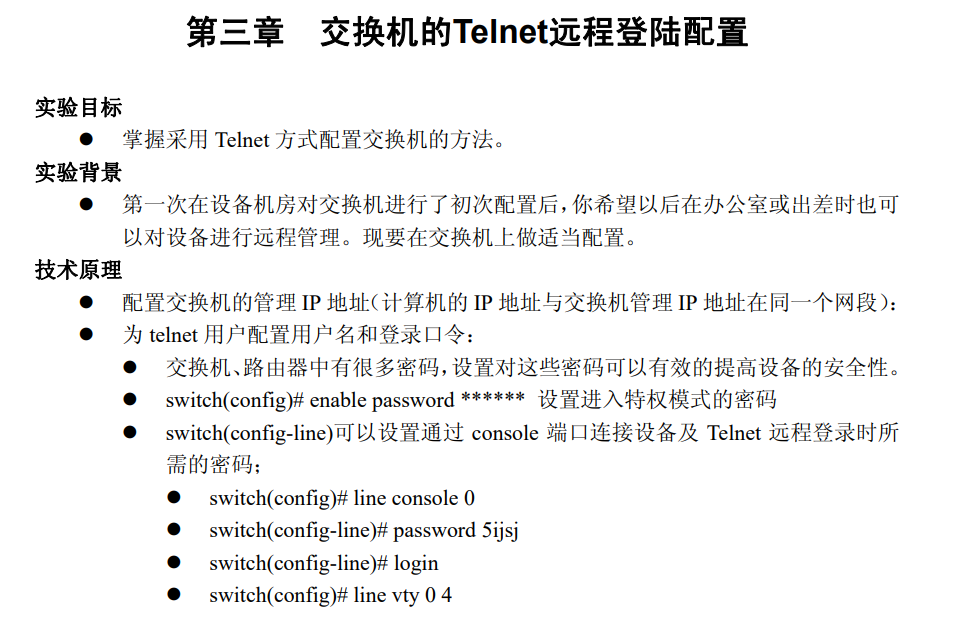 第三章　交换机的Telnet远程登陆配置
实验目标
● 掌握采用 Telnet 方式配置交换机的方法。
实验背景
● 第一次在设备机房对交换机进行了初次配置后，你希望以后在办公室或出差时也可
以对设备进行远程管理。现要在交换机上做适当配置。
技术原理
● 配置交换机的管理 IP 地址（计算机的 IP 地址与交换机管理 IP 地址在同一个网段）：
● 为 telnet 用户配置用户名和登录口令：
● 交换机、路由器中有很多密码，设置对这些密码可以有效的提高设备的安全性。
● switch(config)# enable password ****** 设置进入特权模式的密码
● switch(config-line)可以设置通过 console 端口连接设备及 Telnet 远程登录时所
需的密码；
● switch(config)# line console 0
● switch(config-line)# password 5ijsj
● switch(config-line)# login
● switch(config)# line vty 0 4